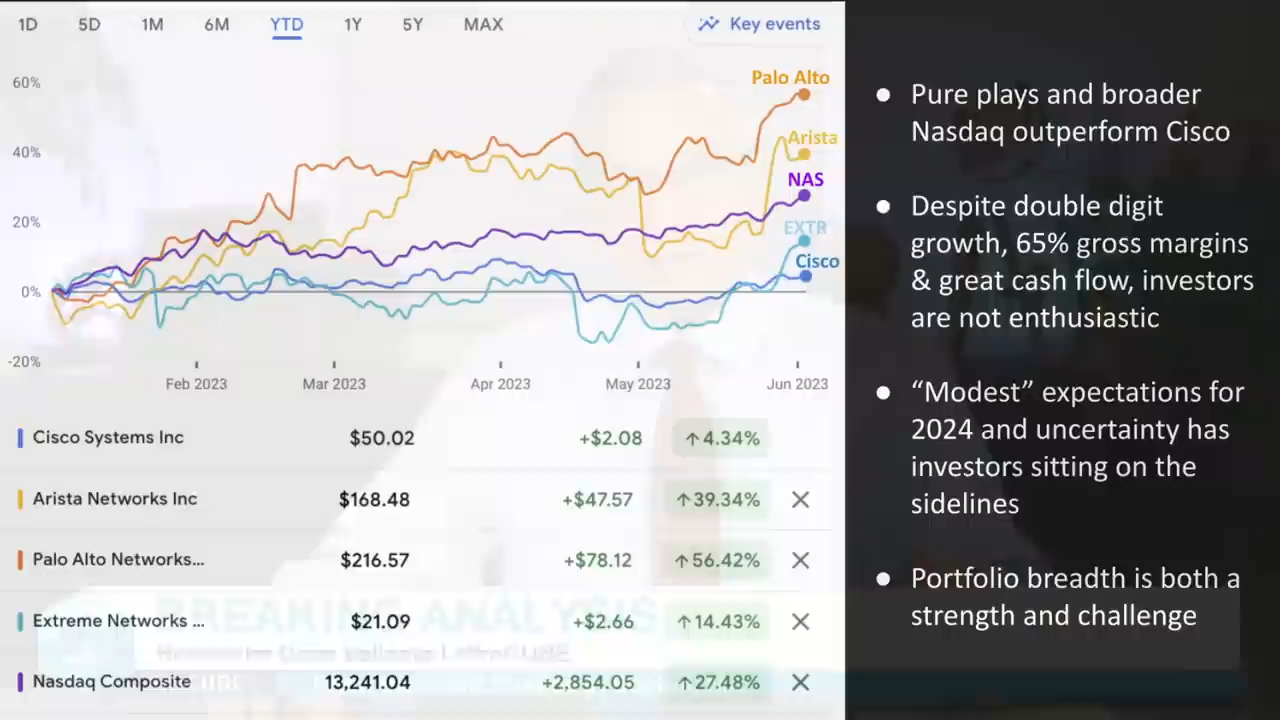 1D 5D 1M 6M YTD 1Y 5Y MAX Key events
60%
40%
20%
0%
-20%
Palo Alto
Arista
NAS
EXTR
Cisco
Feb 2023 Mar 2023 Apr 2023 May 2023 Jun 2023
Cisco Systems Inc $50.02 +$2.08 ↑4.34%
Arista Networks Inc $168.48 +$47.57 ↑39.34%
Palo Alto Networks... $216.57 +$78.12 ↑56.42%
Extreme Networks ... $21.09 +$2.66 ↑14.43%
Nasdaq Composite 13,241.04 +2,854.05 ↑27.48%
BREAKING ANALYSIS
● Pure plays and broader
Nasdaq outperform Cisco
● Despite double digit
growth, 65% gross margins
& great cash flow, investors
are not enthusiastic
● “Modest” expectations for
2024 and uncertainty has
investors sitting on the
sidelines
● Portfolio breadth is both a
strength and challenge